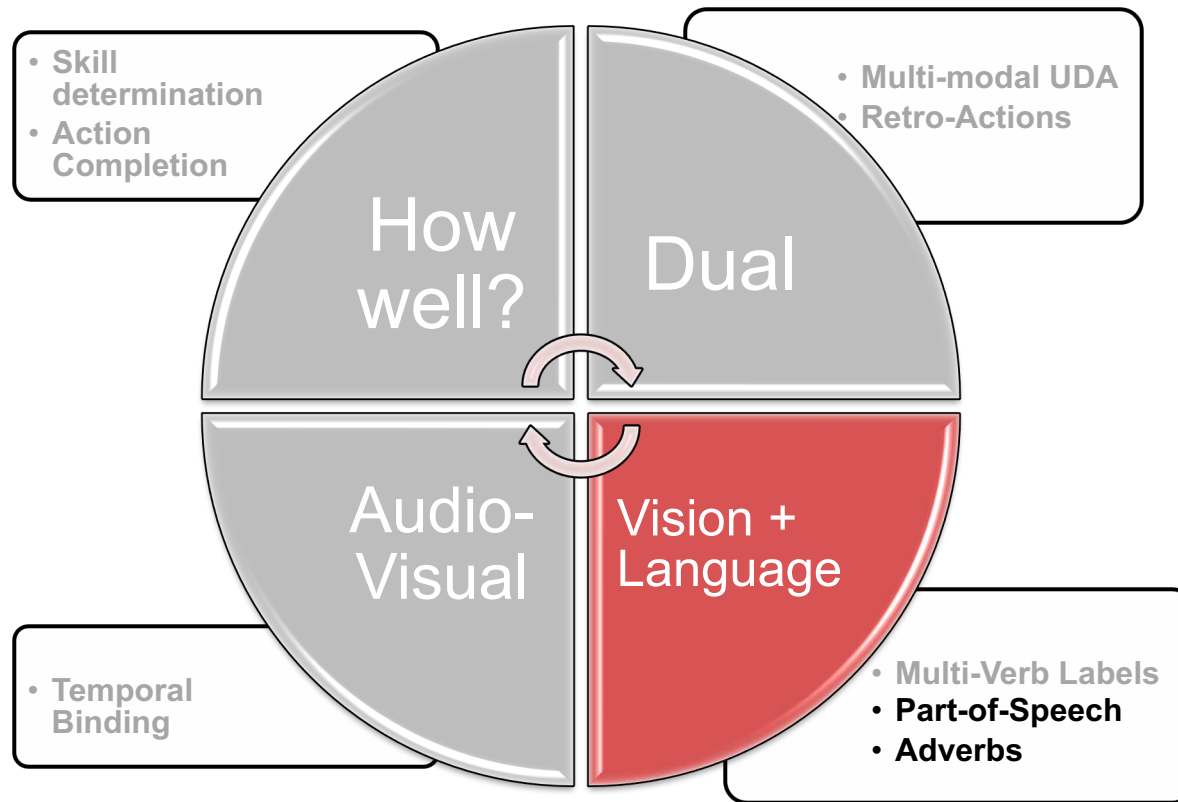 • Skill
determination
• Action
Completion
How
well?
Dual
• Multi-modal UDA
• Retro-Actions
Audio-
Visual
Vision +
Language
• Temporal
Binding
• Multi-Verb Labels
• Part-of-Speech
• Adverbs